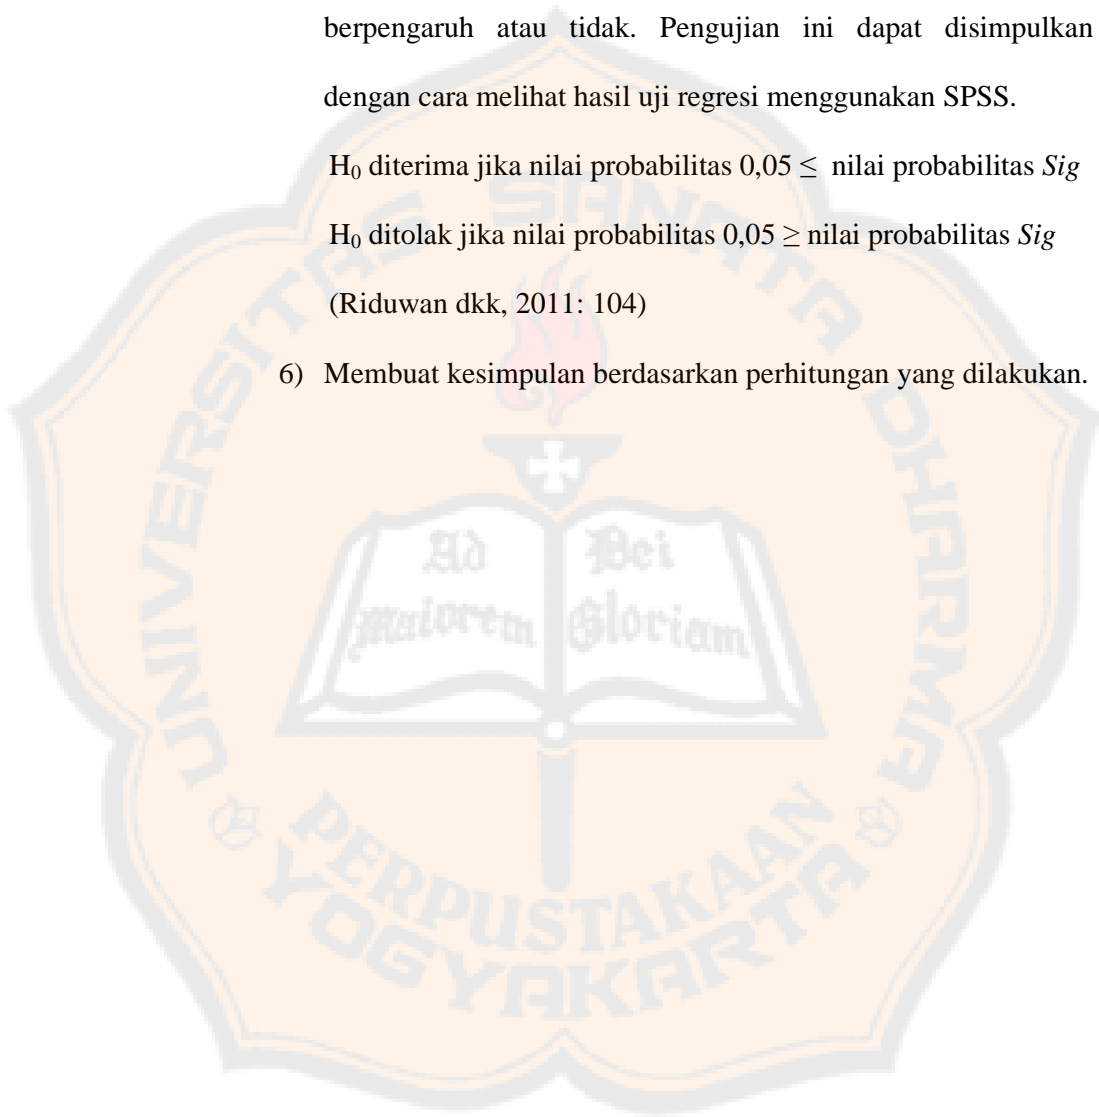 berpengaruh atau tidak. Pengujian ini dapat disimpulkan
dengan cara melihat hasil uji regresi menggunakan SPSS.
H₀ diterima jika nilai probabilitas 0,05 ≤ nilai probabilitas Sig
H₀ ditolak jika nilai probabilitas 0,05 ≥ nilai probabilitas Sig
(Riduwan dkk, 2011: 104)
6) Membuat kesimpulan berdasarkan perhitungan yang dilakukan.
UNIVERSITAS SANATA DHARMA
Ad Dei
Maiorem Gloriam
PERPUSTAKAAN
YOGYAKARTA